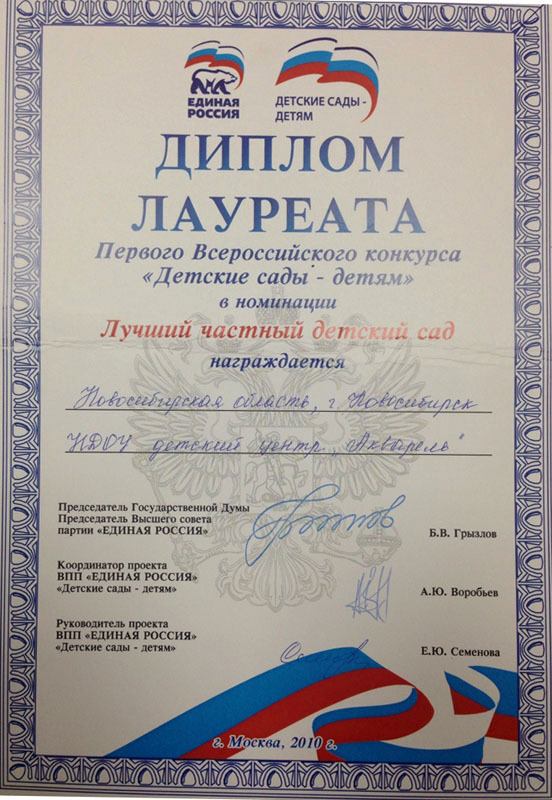 ЕДИНАЯ
РОССИЯ
ДЕТСКИЕ САДЫ -
ДЕТЯМ
ДИПЛОМ
ЛАУРЕАТА
Первого Всероссийского конкурса
«Детские сады - детям»
в номинации
Лучший частный детский сад
награждается
Новосибирская область, г. Новосибирск
НДОУ детский центр „Акварель"
Председатель Государственной Думы
Председатель Высшего совета
партии «ЕДИНАЯ РОССИЯ»
Б.В. Грызлов
Координатор проекта
ВПП «ЕДИНАЯ РОССИЯ»
«Детские сады - детям»
А.Ю. Воробьев
Руководитель проекта
ВПП «ЕДИНАЯ РОССИЯ»
«Детские сады - детям»
Е.Ю. Семенова
г. Москва, 2010 г.